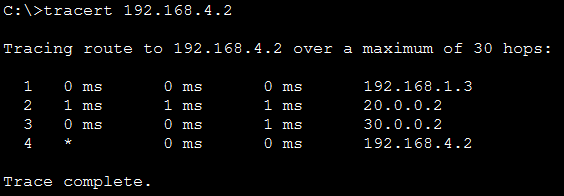 C:\>tracert 192.168.4.2
Tracing route to 192.168.4.2 over a maximum of 30 hops:
1 0 ms 0 ms 0 ms 192.168.1.3
2 1 ms 1 ms 1 ms 20.0.0.2
3 0 ms 0 ms 1 ms 30.0.0.2
4 * 0 ms 0 ms 192.168.4.2
Trace complete.